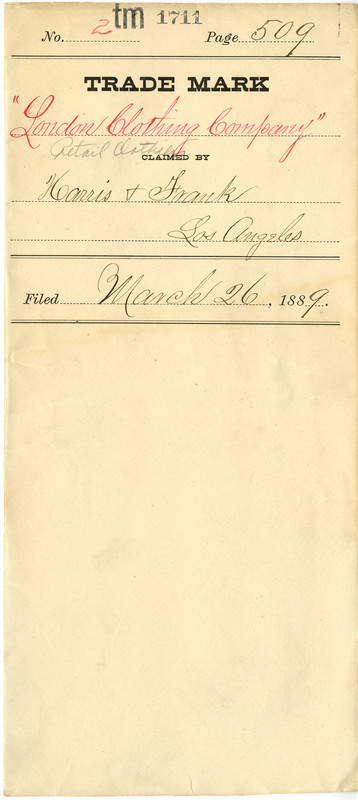 tm 1711
No. 2 Page 509
TRADE MARK
"London Clothing Company"
Retail Clothiers
CLAIMED BY
Harris & Frank
Los Angeles
Filed March 26, 1889.